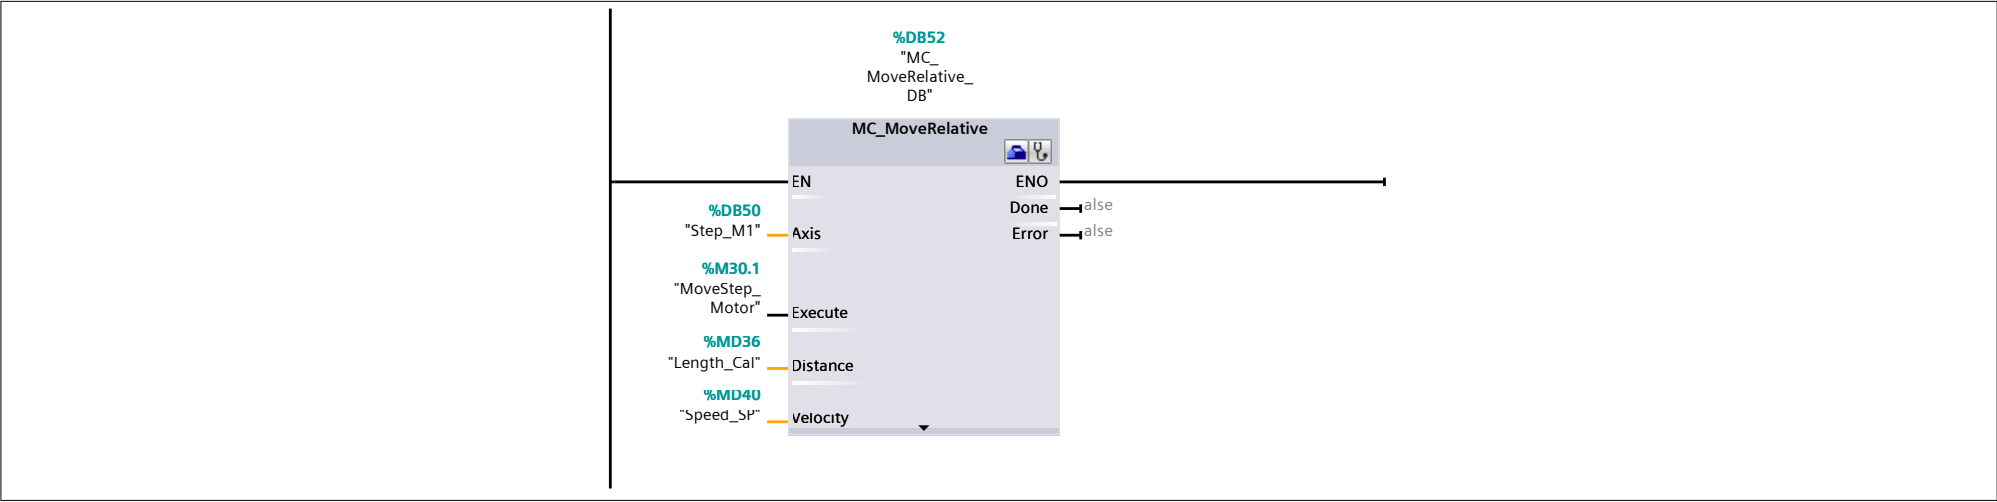 %DB52
"MC_
MoveRelative_
DB"
MC_MoveRelative
EN
ENO
%DB50
"Step_M1"
Axis
Done
alse
Error
alse
%M30.1
"MoveStep_
Motor"
Execute
%MD36
"Length_Cal"
Distance
%MD40
"Speed_SP"
Velocity